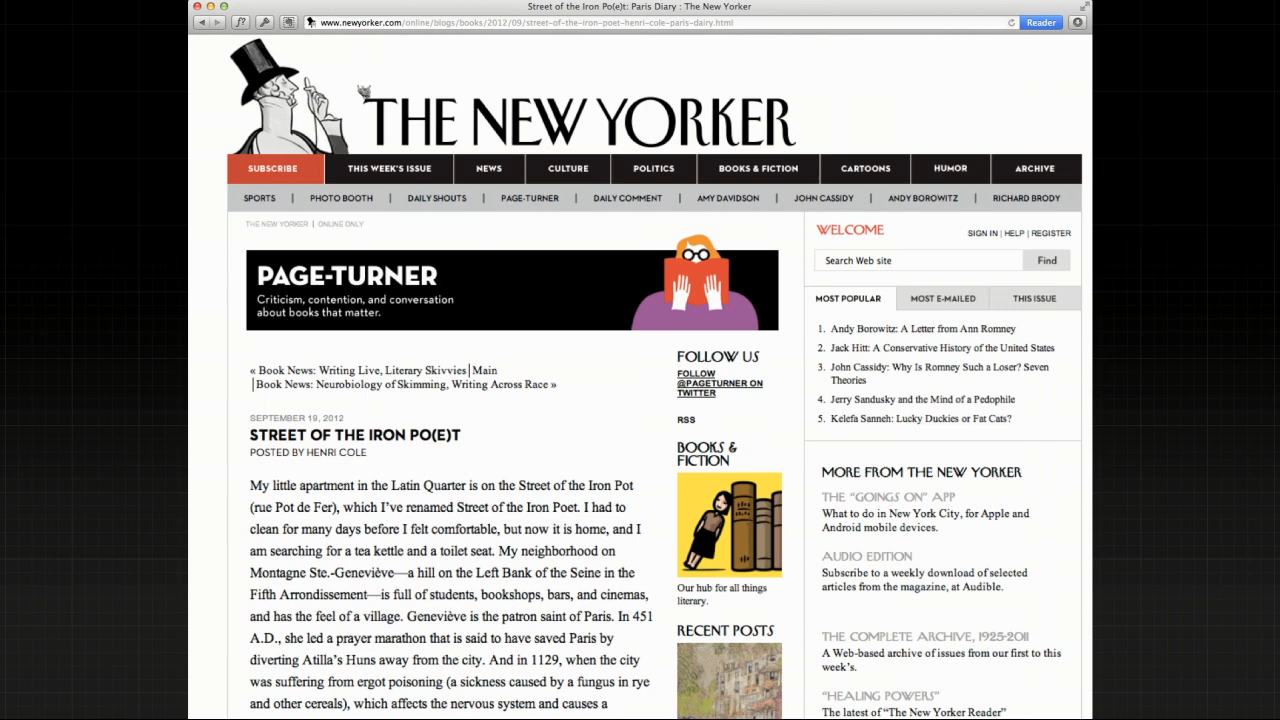 Street of the Iron Po(e)t: Paris Diary : The New Yorker
www.newyorker.com/online/blogs/books/2012/09/street-of-the-iron-poet-henri-cole-paris-dairy.html
Reader
THE NEW YORKER
SUBSCRIBE
THIS WEEK'S ISSUE
NEWS
CULTURE
POLITICS
BOOKS & FICTION
CARTOONS
HUMOR
ARCHIVE
SPORTS | PHOTO BOOTH | DAILY SHOUTS | PAGE-TURNER | DAILY COMMENT | AMY DAVIDSON | JOHN CASSIDY | ANDY BOROWITZ | RICHARD BRODY
THE NEW YORKER | ONLINE ONLY
PAGE-TURNER
Criticism, contention, and conversation
about books that matter.
« Book News: Writing Live, Literary Skivvies | Main
| Book News: Neurobiology of Skimming, Writing Across Race »
SEPTEMBER 19, 2012
STREET OF THE IRON PO(E)T
POSTED BY HENRI COLE
My little apartment in the Latin Quarter is on the Street of the Iron Pot
(rue Pot de Fer), which I've renamed Street of the Iron Poet. I had to
clean for many days before I felt comfortable, but now it is home, and I
am searching for a tea kettle and a toilet seat. My neighborhood on
Montagne Ste.-Geneviève—a hill on the Left Bank of the Seine in the
Fifth Arrondissement—is full of students, bookshops, bars, and cinemas,
and has the feel of a village. Geneviève is the patron saint of Paris. In 451
A.D., she led a prayer marathon that is said to have saved Paris by
diverting Atilla's Huns away from the city. And in 1129, when the city
was suffering from ergot poisoning (a sickness caused by a fungus in rye
and other cereals), which affects the nervous system and causes a
FOLLOW US
FOLLOW
@PAGETURNER ON
TWITTER
RSS
BOOKS &
FICTION
Our hub for all things
literary.
RECENT POSTS
WELCOME
SIGN IN | HELP | REGISTER
Search Web site
Find
MOST POPULAR
MOST E-MAILED
THIS ISSUE
1. Andy Borowitz: A Letter from Ann Romney
2. Jack Hitt: A Conservative History of the United States
3. John Cassidy: Why Is Romney Such a Loser? Seven
Theories
4. Jerry Sandusky and the Mind of a Pedophile
5. Kelefa Sanneh: Lucky Duckies or Fat Cats?
MORE FROM THE NEW YORKER
THE "GOINGS ON" APP
What to do in New York City, for Apple and
Android mobile devices.
AUDIO EDITION
Subscribe to a weekly download of selected
articles from the magazine, at Audible.
THE COMPLETE ARCHIVE, 1925-2011
A Web-based archive of issues from our first to this
week's.
"HEALING POWERS"
The latest of "The New Yorker Reader"